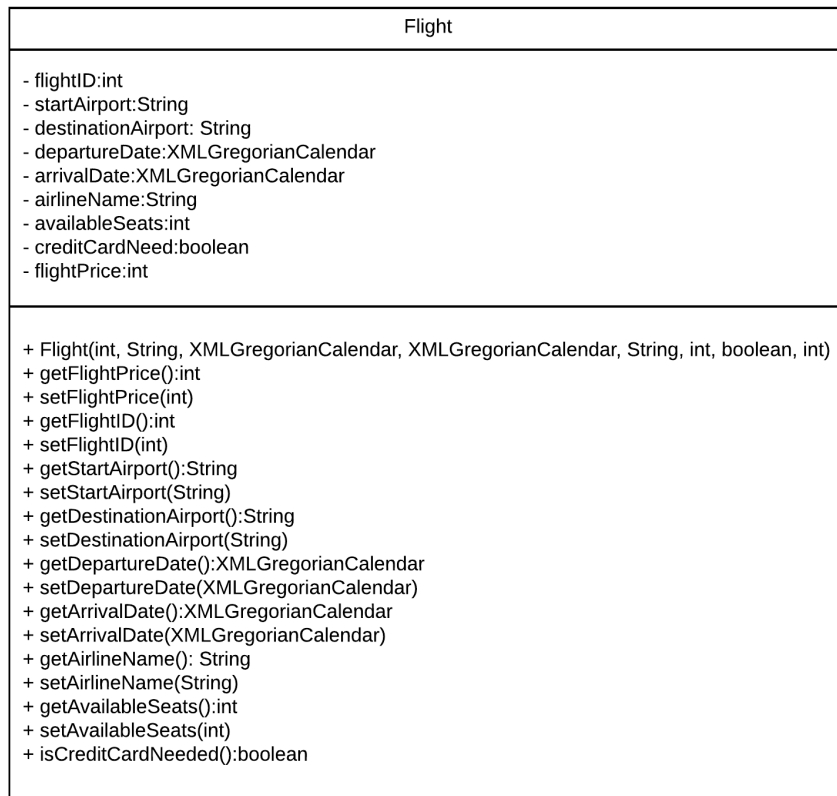 Flight
- flightID:int
- startAirport:String
- destinationAirport: String
- departureDate:XMLGregorianCalendar
- arrivalDate:XMLGregorianCalendar
- airlineName:String
- availableSeats:int
- creditCardNeed:boolean
- flightPrice:int
+ Flight(int, String, XMLGregorianCalendar, XMLGregorianCalendar, String, int, boolean, int)
+ getFlightPrice():int
+ setFlightPrice(int)
+ getFlightID():int
+ setFlightID(int)
+ getStartAirport():String
+ setStartAirport(String)
+ getDestinationAirport():String
+ setDestinationAirport(String)
+ getDepartureDate():XMLGregorianCalendar
+ setDepartureDate(XMLGregorianCalendar)
+ getArrivalDate():XMLGregorianCalendar
+ setArrivalDate(XMLGregorianCalendar)
+ getAirlineName(): String
+ setAirlineName(String)
+ getAvailableSeats():int
+ setAvailableSeats(int)
+ isCreditCardNeeded():boolean